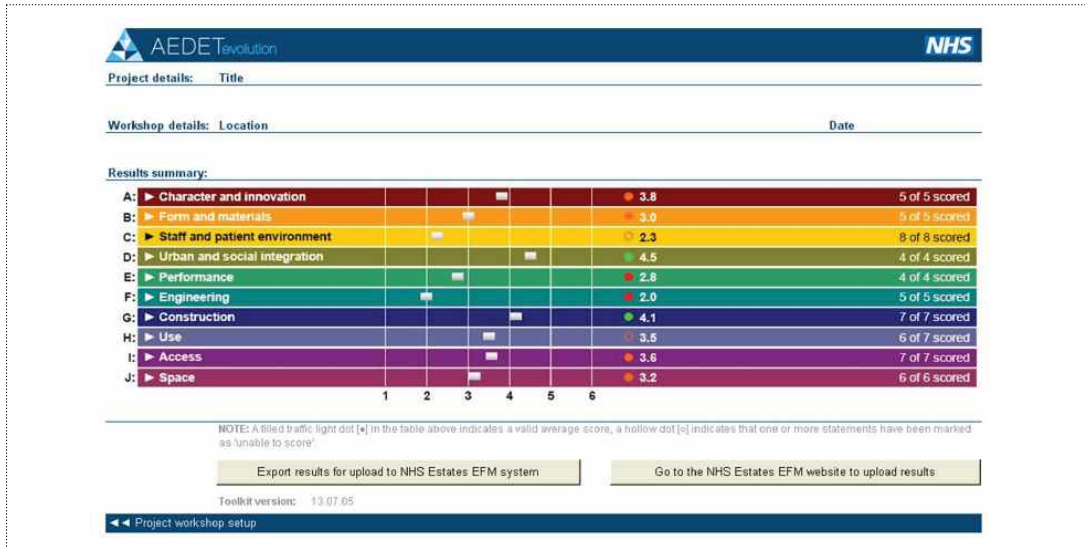 AEDETevolution NHS
Project details: Title
Workshop details: Location Date
Results summary:
A: ► Character and innovation 3.8 5 of 5 scored
B: ► Form and materials 3.0 5 of 5 scored
C: ► Staff and patient environment 2.3 8 of 8 scored
D: ► Urban and social integration 4.5 4 of 4 scored
E: ► Performance 2.8 4 of 4 scored
F: ► Engineering 2.0 5 of 5 scored
G: ► Construction 4.1 7 of 7 scored
H: ► Use 3.5 6 of 7 scored
I: ► Access 3.6 7 of 7 scored
J: ► Space 3.2 6 of 6 scored
1 2 3 4 5 6
NOTE: A filled traffic light dot [●] in the table above indicates a valid average score, a hollow dot [○] indicates that one or more statements have been marked
as 'unable to score'.
Export results for upload to NHS Estates EFM system Go to the NHS Estates EFM website to upload results
Toolkit version: 13.07.05
◄◄ Project workshop setup